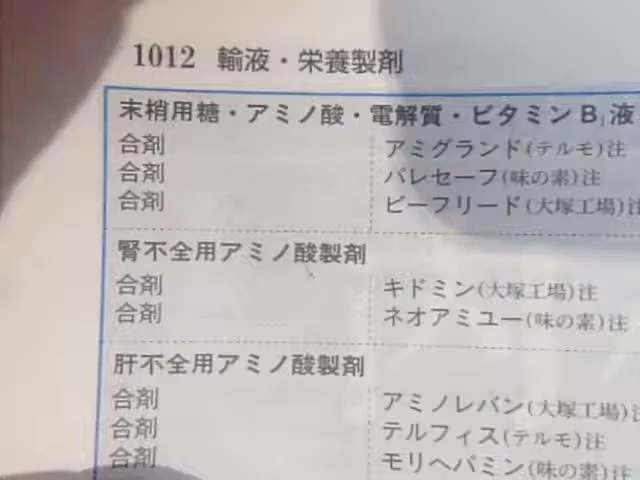 1012 輸液・栄養製剤
末梢用糖・アミノ酸・電解質・ビタミンB₁液
合剤 アミグランド(テルモ)注
合剤 パレセーフ(味の素)注
合剤 ビーフリード(大塚工場)注
腎不全用アミノ酸製剤
合剤 キドミン(大塚工場)注
合剤 ネオアミユー(味の素)注
肝不全用アミノ酸製剤
合剤 アミノレバン(大塚工場)注
合剤 テルフィス(テルモ)注
合剤 モリヘパミン(味の素)注